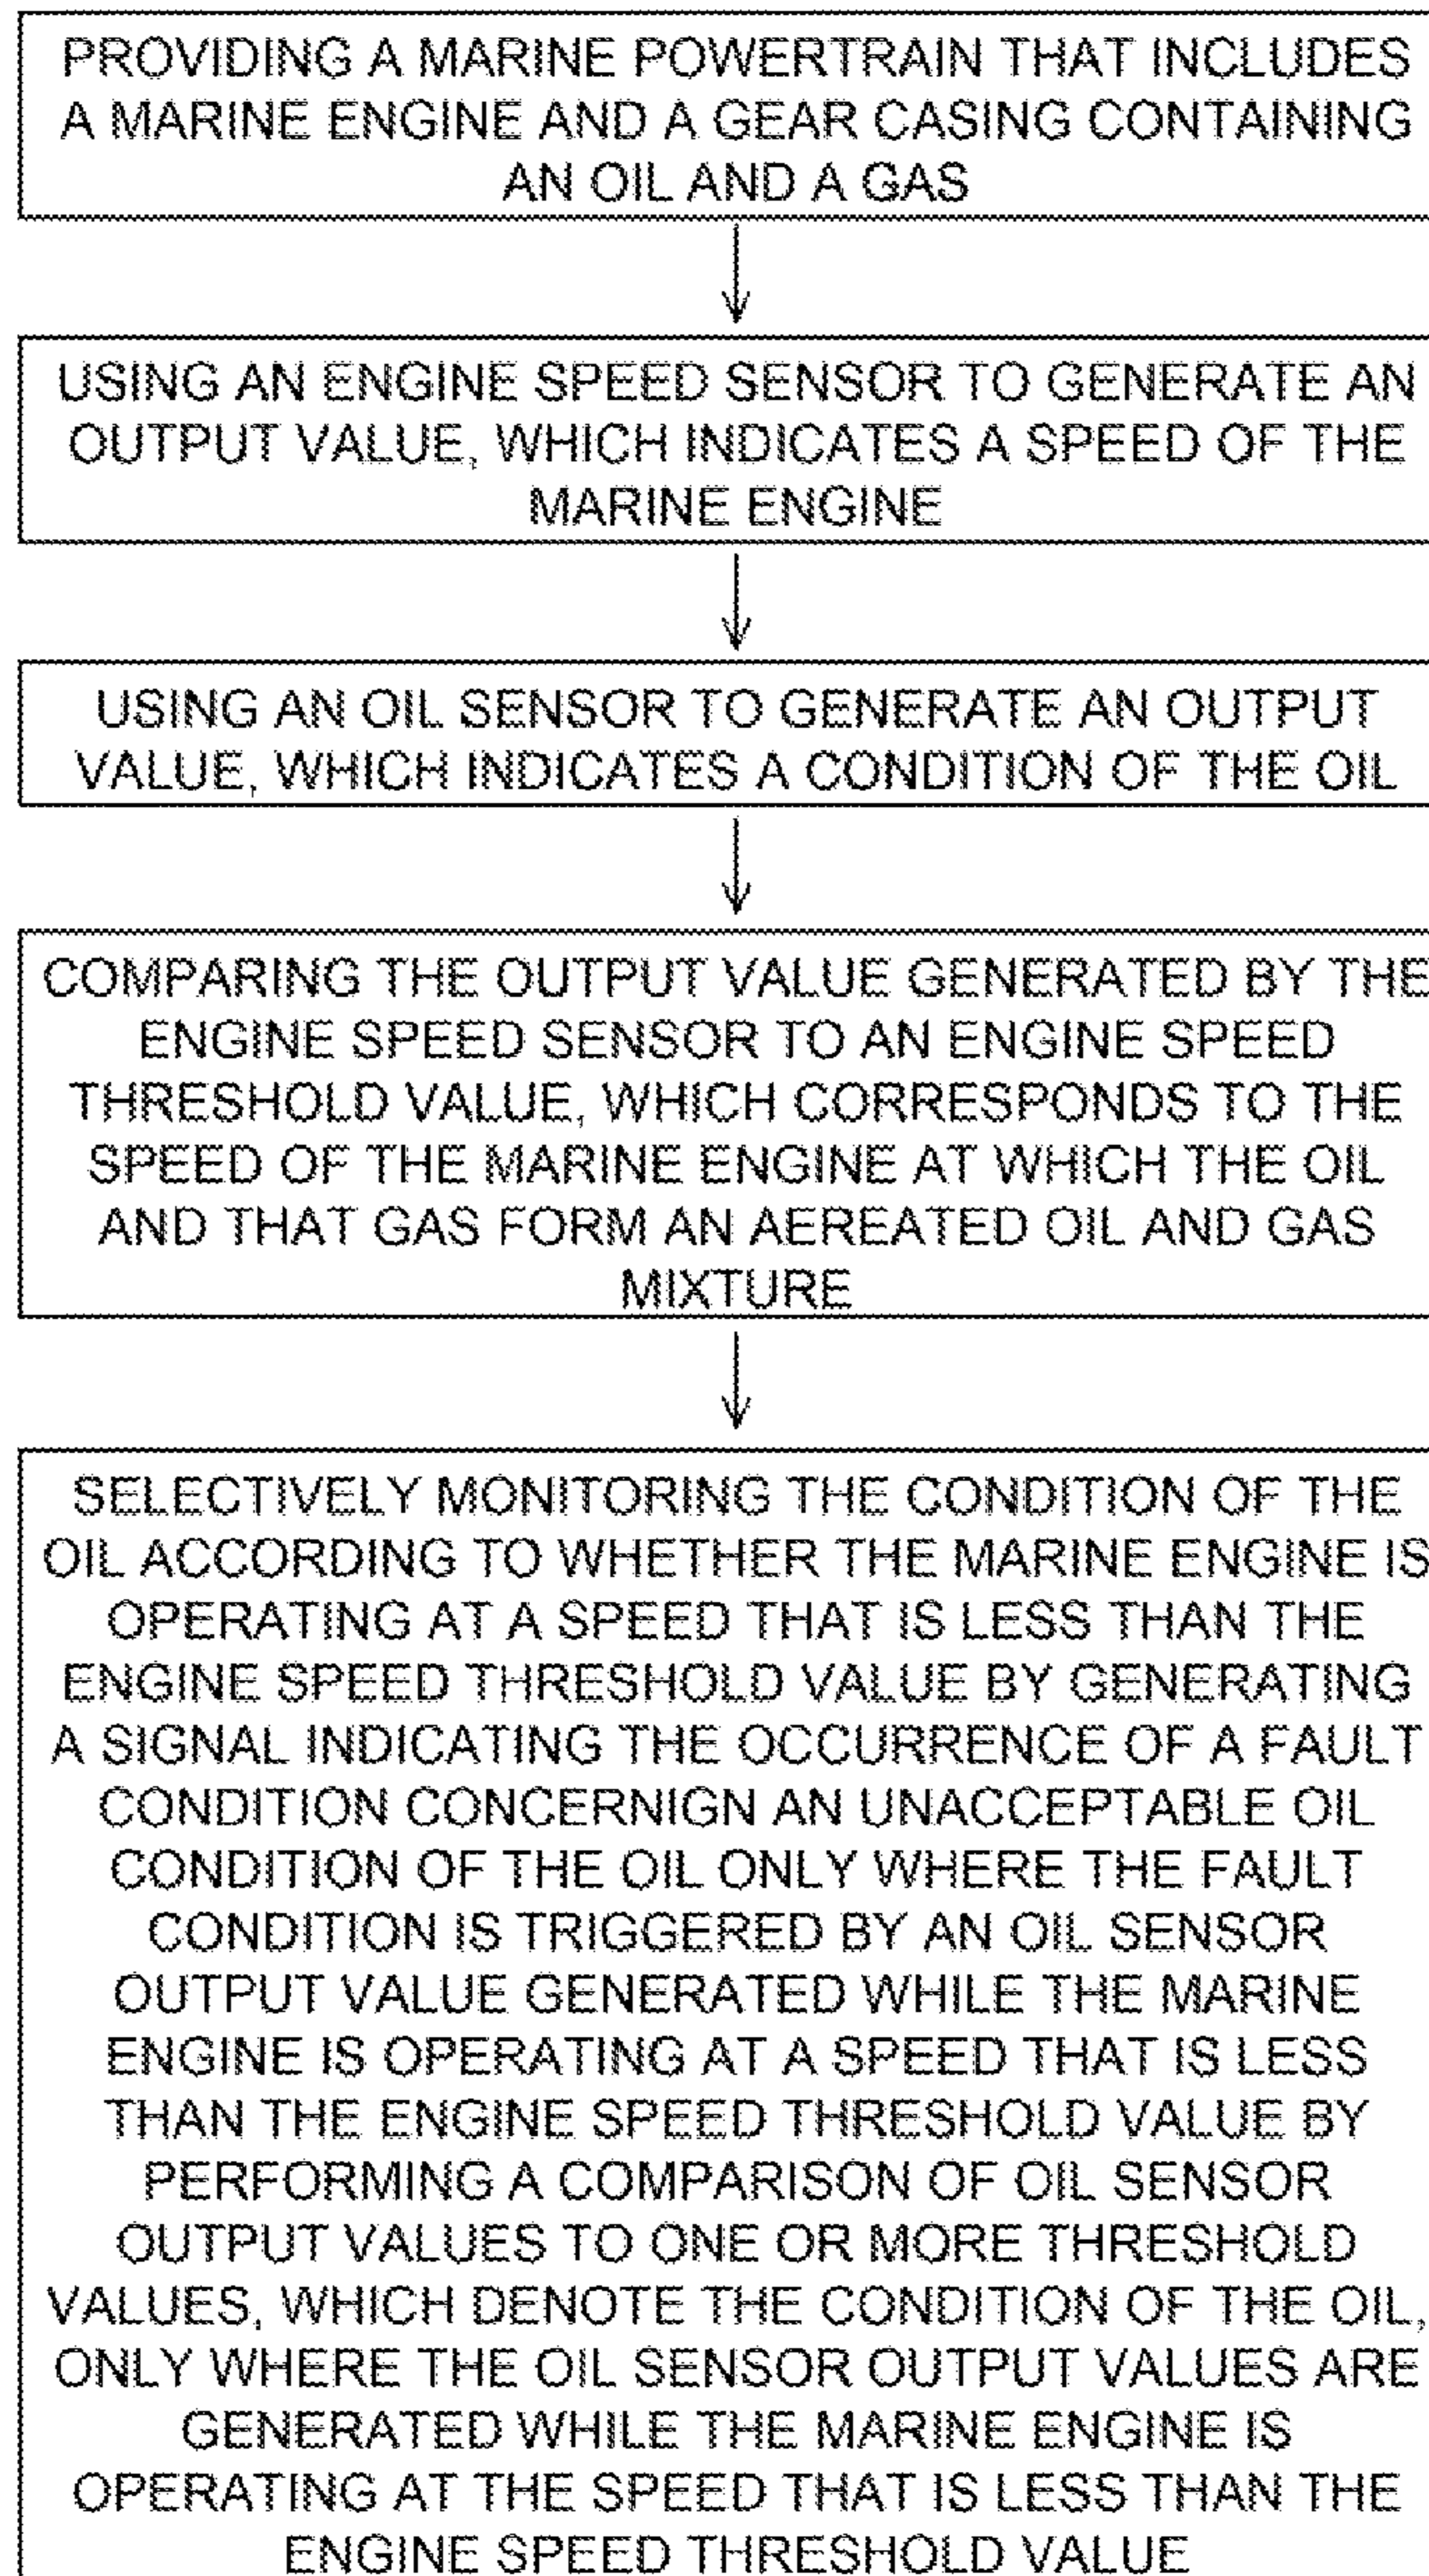 PROVIDING A MARINE POWERTRAIN THAT INCLUDES
A MARINE ENGINE AND A GEAR CASING CONTAINING
AN OIL AND A GAS
USING AN ENGINE SPEED SENSOR TO GENERATE AN
OUTPUT VALUE, WHICH INDICATES A SPEED OF THE
MARINE ENGINE
USING AN OIL SENSOR TO GENERATE AN OUTPUT
VALUE, WHICH INDICATES A CONDITION OF THE OIL
COMPARING THE OUTPUT VALUE GENERATED BY THE
ENGINE SPEED SENSOR TO AN ENGINE SPEED
THRESHOLD VALUE, WHICH CORRESPONDS TO THE
SPEED OF THE MARINE ENGINE AT WHICH THE OIL
AND THAT GAS FORM AN AEREATED OIL AND GAS
MIXTURE
SELECTIVELY MONITORING THE CONDITION OF THE
OIL ACCORDING TO WHETHER THE MARINE ENGINE IS
OPERATING AT A SPEED THAT IS LESS THAN THE
ENGINE SPEED THRESHOLD VALUE BY GENERATING
A SIGNAL INDICATING THE OCCURRENCE OF A FAULT
CONDITION CONCERNIGN AN UNACCEPTABLE OIL
CONDITION OF THE OIL ONLY WHERE THE FAULT
CONDITION IS TRIGGERED BY AN OIL SENSOR
OUTPUT VALUE GENERATED WHILE THE MARINE
ENGINE IS OPERATING AT A SPEED THAT IS LESS
THAN THE ENGINE SPEED THRESHOLD VALUE BY
PERFORMING A COMPARISON OF OIL SENSOR
OUTPUT VALUES TO ONE OR MORE THRESHOLD
VALUES, WHICH DENOTE THE CONDITION OF THE OIL,
ONLY WHERE THE OIL SENSOR OUTPUT VALUES ARE
GENERATED WHILE THE MARINE ENGINE IS
OPERATING AT THE SPEED THAT IS LESS THAN THE
ENGINE SPEED THRESHOLD VALUE